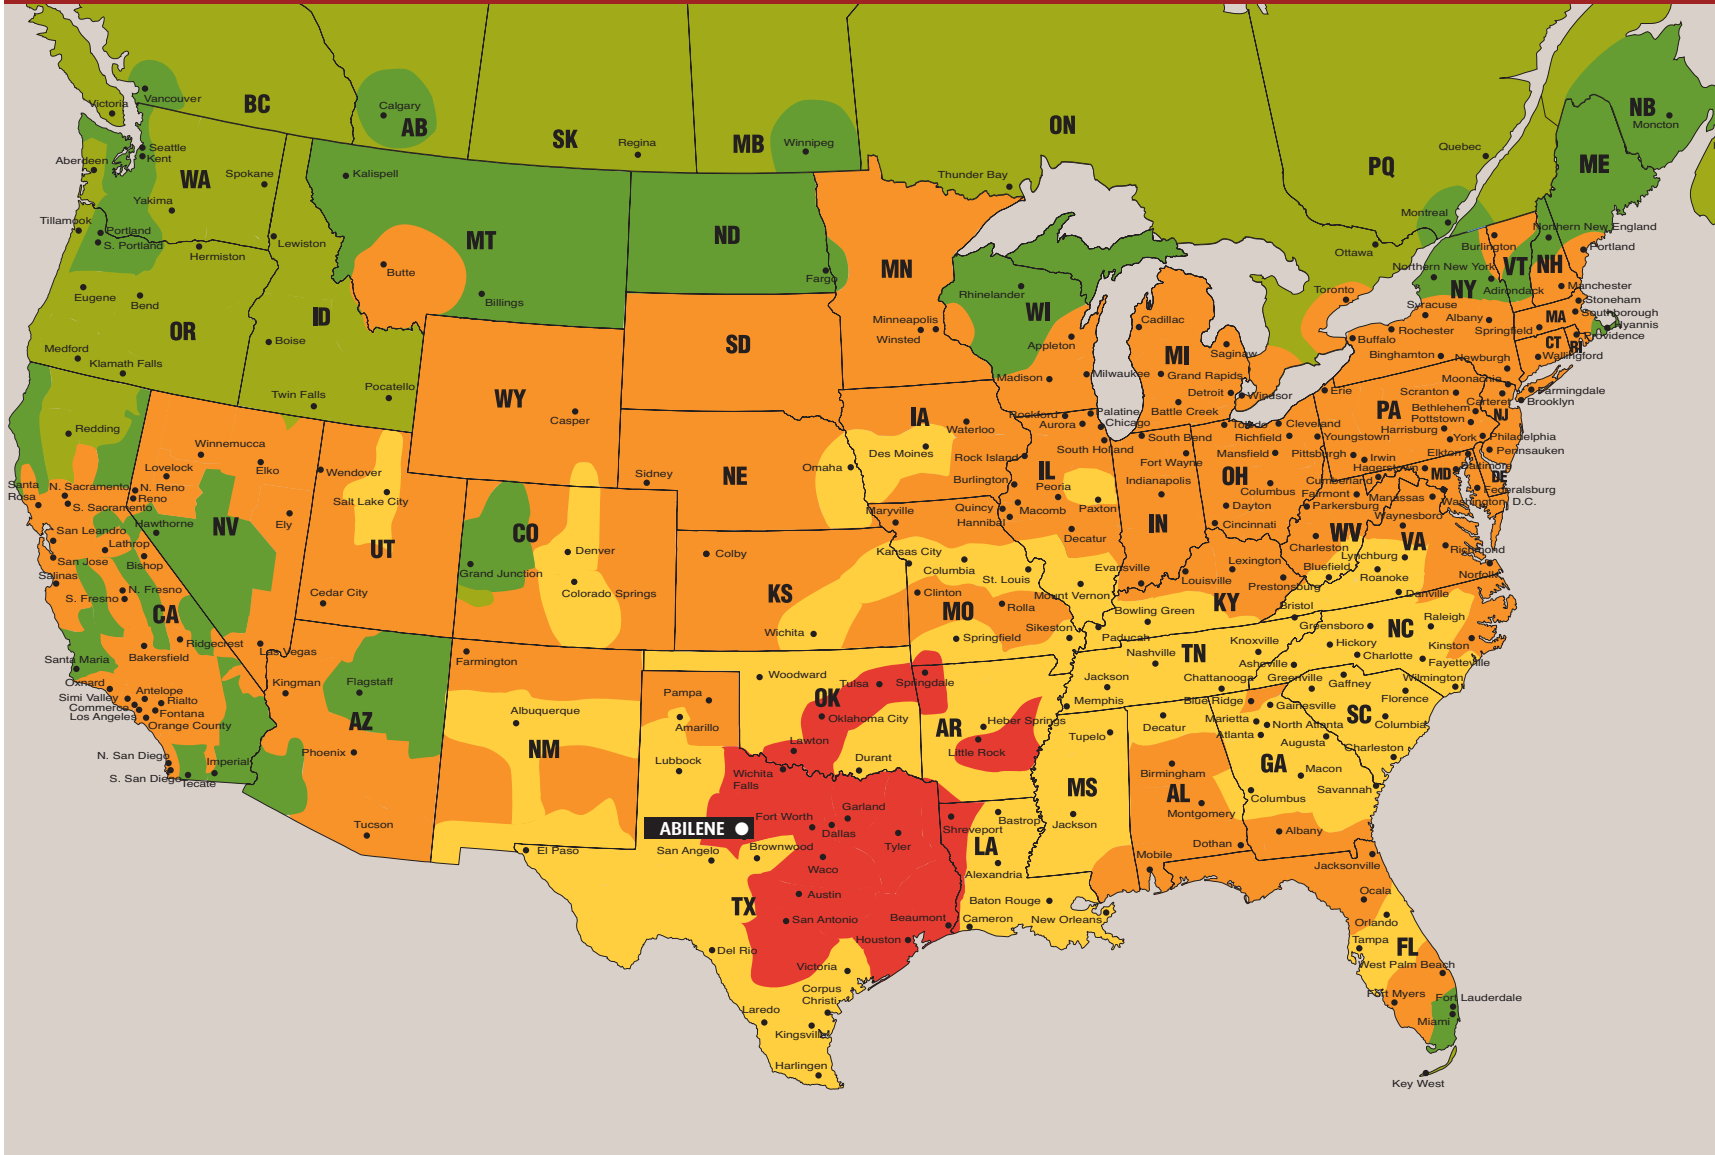 BC
AB
SK
MB
ON
PQ
NB
ME
Vancouver
Victoria
Calgary
Regina
Winnipeg
Thunder Bay
Quebec
Moncton
Montreal
Ottawa
Toronto
Windsor
Seattle
Kent
Aberdeen
WA
Spokane
Yakima
Tillamook
Portland
S. Portland
Hermiston
Lewiston
Eugene
Bend
OR
Medford
Klamath Falls
ID
Boise
Twin Falls
Pocatello
Kalispell
MT
Butte
Billings
ND
Fargo
SD
WY
Casper
NE
Sidney
Omaha
MN
Minneapolis
Winsted
WI
Rhinelander
Appleton
Madison
Milwaukee
MI
Cadillac
Saginaw
Grand Rapids
Detroit
Battle Creek
IA
Waterloo
Des Moines
Rock Island
Burlington
IL
Rockford
Aurora
Palatine
Chicago
South Holland
Peoria
Macomb
Quincy
Hannibal
Paxton
Decatur
Mount Vernon
IN
South Bend
Fort Wayne
Indianapolis
Evansville
OH
Toledo
Cleveland
Richfield
Youngstown
Mansfield
Columbus
Dayton
Cincinnati
PA
Erie
Scranton
Bethlehem
Pottstown
Harrisburg
York
Philadelphia
Pittsburgh
Irwin
NJ
Moonachie
Carteret
Pennsauken
NY
Northern New York
Adirondack
Syracuse
Albany
Rochester
Buffalo
Binghamton
Newburgh
Farmingdale
Brooklyn
VT
Burlington
NH
Northern New England
Portland
Manchester
Stoneham
Southborough
Hyannis
Providence
MA
Springfield
CT
RI
Wallingford
MD
Hagerstown
Cumberland
Elkton
Baltimore
DE
Federalsburg
Washington D.C.
WV
Fairmont
Parkersburg
Charleston
Bluefield
VA
Manassas
Waynesboro
Richmond
Lynchburg
Roanoke
Norfolk
Danville
Bristol
KY
Lexington
Louisville
Prestonsburg
Bowling Green
Paducah
Redding
Santa
Rosa
N. Sacramento
S. Sacramento
San Leandro
Lathrop
San Jose
Salinas
N. Fresno
S. Fresno
Bishop
CA
Bakersfield
Ridgecrest
Santa Maria
Oxnard
Simi Valley
Commerce
Los Angeles
Antelope
Rialto
Fontana
Orange County
N. San Diego
S. San Diego
Tecate
Imperial
NV
Winnemucca
Lovelock
Elko
N. Reno
Reno
Hawthorne
Ely
Las Vegas
UT
Wendover
Salt Lake City
Cedar City
CO
Grand Junction
Denver
Colorado Springs
AZ
Kingman
Flagstaff
Phoenix
Tucson
NM
Farmington
Albuquerque
KS
Colby
Wichita
MO
Maryville
Kansas City
Columbia
St. Louis
Clinton
Rolla
Springfield
Sikeston
OK
Woodward
Tulsa
Oklahoma City
Lawton
Durant
AR
Springdale
Heber Springs
Little Rock
TN
Nashville
Knoxville
Jackson
Memphis
Chattanooga
NC
Greensboro
Raleigh
Hickory
Charlotte
Asheville
Kinston
Fayetteville
Wilmington
SC
Greenville
Gaffney
Florence
Columbia
Charleston
GA
Blue Ridge
Gainesville
Marietta
North Atlanta
Atlanta
Augusta
Macon
Columbus
Savannah
Albany
AL
Decatur
Birmingham
Montgomery
Dothan
Mobile
MS
Tupelo
Jackson
LA
Shreveport
Bastrop
Alexandria
Baton Rouge
Cameron
New Orleans
TX
Pampa
Amarillo
Lubbock
Wichita
Falls
ABILENE
Fort Worth
Garland
Dallas
Tyler
Brownwood
San Angelo
Waco
El Paso
Austin
San Antonio
Beaumont
Houston
Del Rio
Victoria
Corpus
Christi
Laredo
Kingsville
Harlingen
FL
Jacksonville
Ocala
Orlando
Tampa
West Palm Beach
Fort Myers
Fort Lauderdale
Miami
Key West